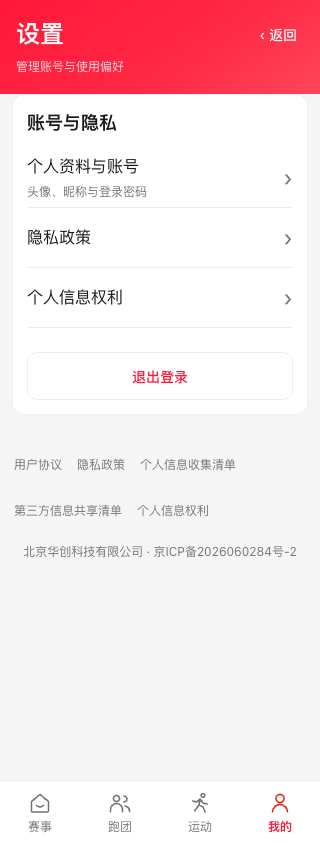 设置
‹ 返回
管理账号与使用偏好
账号与隐私
个人资料与账号
头像、昵称与登录密码
隐私政策
个人信息权利
退出登录
用户协议 隐私政策 个人信息收集清单
第三方信息共享清单 个人信息权利
北京华创科技有限公司 · 京ICP备2026060284号-2
赛事 跑团 运动 我的